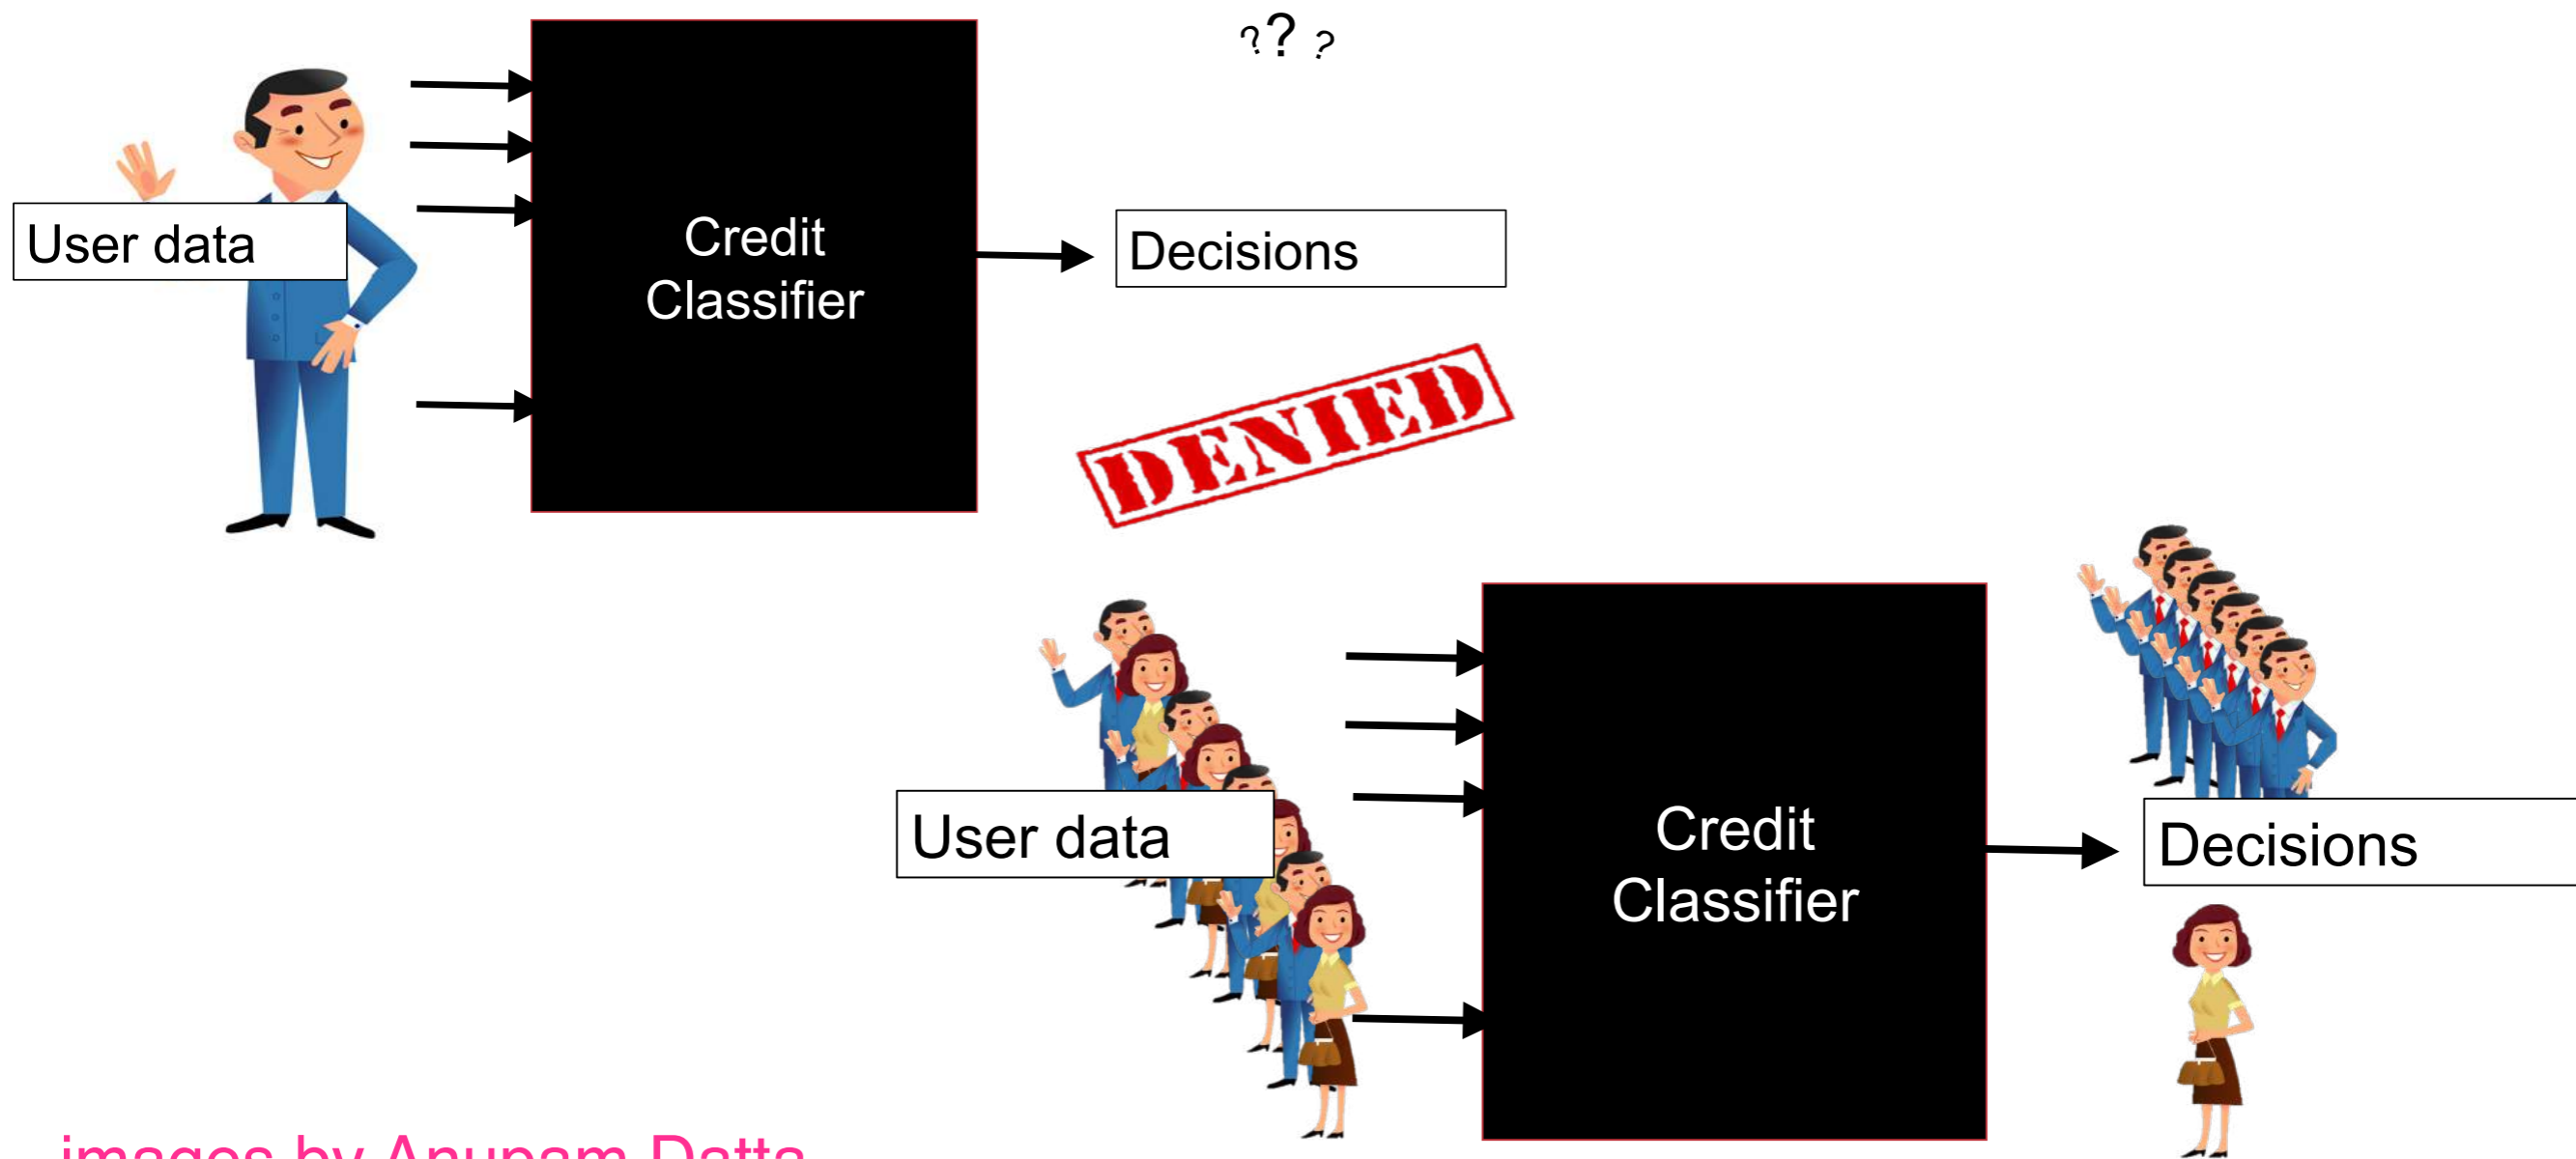 ? ? ?
User data
Credit
Classifier
Decisions
DENIED
User data
Credit
Classifier
Decisions
images by Anupam Datta